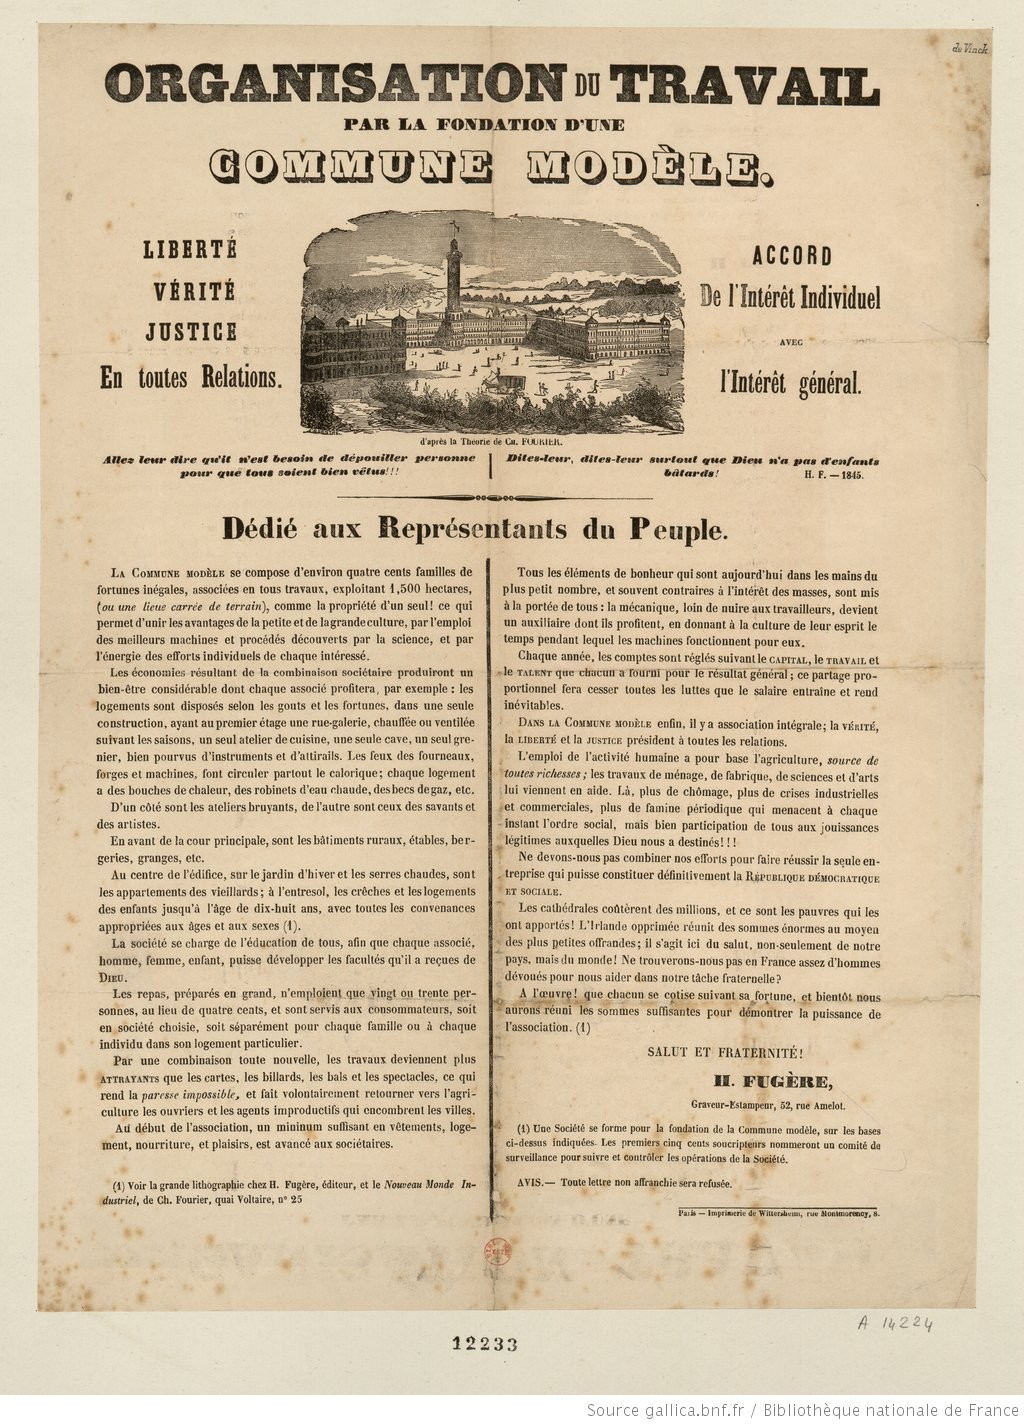 de Vinck
ORGANISATION DU TRAVAIL
PAR LA FONDATION D'UNE
COMMUNE MODÈLE.
LIBERTÉ
VÉRITÉ
JUSTICE
En toutes Relations.
ACCORD
De l'Intérêt Individuel
AVEC
l'Intérêt général.
d'après la Theorie de CH. FOURIER.
Allez leur dire qu'il n'est besoin de dépouiller personne
pour que tous soient bien vêtus!!!
Dites-leur, dites-leur surtout que Dieu n'a pas d'enfants
bâtards!
H. F. — 1845.
Dédié aux Représentants du Peuple.
LA COMMUNE MODÈLE se compose d'environ quatre cents familles de
fortunes inégales, associées en tous travaux, exploitant 1,500 hectares,
(ou une lieue carrée de terrain), comme la propriété d'un seul! ce qui
permet d'unir les avantages de la petite et de la grande culture, par l'emploi
des meilleurs machines et procédés découverts par la science, et par
l'énergie des efforts individuels de chaque intéressé.
Les économies résultant de la combinaison sociétaire produiront un
bien-être considérable dont chaque associé profitera, par exemple : les
logements sont disposés selon les gouts et les fortunes, dans une seule
construction, ayant au premier étage une rue-galerie, chauffée ou ventilée
suivant les saisons, un seul atelier de cuisine, une seule cave, un seul gre-
nier, bien pourvus d'instruments et d'attirails. Les feux des fourneaux,
forges et machines, font circuler partout le calorique; chaque logement
a des bouches de chaleur, des robinets d'eau chaude, des becs de gaz, etc.
D'un côté sont les ateliers bruyants, de l'autre sont ceux des savants et
des artistes.
En avant de la cour principale, sont les bâtiments ruraux, étables, ber-
geries, granges, etc.
Au centre de l'édifice, sur le jardin d'hiver et les serres chaudes, sont
les appartements des vieillards; à l'entresol, les crêches et les logements
des enfants jusqu'à l'âge de dix-huit ans, avec toutes les convenances
appropriées aux âges et aux sexes (1).
La société se charge de l'éducation de tous, afin que chaque associé,
homme, femme, enfant, puisse développer les facultés qu'il a reçues de
DIEU.
Les repas, préparés en grand, n'emploient que vingt ou trente per-
sonnes, au lieu de quatre cents, et sont servis aux consommateurs, soit
en société choisie, soit séparément pour chaque famille ou à chaque
individu dans son logement particulier.
Par une combinaison toute nouvelle, les travaux deviennent plus
ATTRAYANTS que les cartes, les billards, les bals et les spectacles, ce qui
rend la paresse impossible, et fait volontairement retourner vers l'agri-
culture les ouvriers et les agents improductifs qui encombrent les villes.
Au début de l'association, un mininum suffisant en vêtements, loge-
ment, nourriture, et plaisirs, est avancé aux sociétaires.
(1) Voir la grande lithographie chez H. Fugère, éditeur, et le Nouveau Monde In-
dustriel, de Ch. Fourier, quai Voltaire, n° 25
Tous les éléments de bonheur qui sont aujourd'hui dans les mains du
plus petit nombre, et souvent contraires à l'intérêt des masses, sont mis
à la portée de tous : la mécanique, loin de nuire aux travailleurs, devient
un auxiliaire dont ils profitent, en donnant à la culture de leur esprit le
temps pendant lequel les machines fonctionnent pour eux.
Chaque année, les comptes sont réglés suivant le CAPITAL, le TRAVAIL et
le TALENT que chacun a fourni pour le résultat général; ce partage pro-
portionnel fera cesser toutes les luttes que le salaire entraîne et rend
inévitables.
DANS LA COMMUNE MODÈLE enfin, il y a association intégrale; la VÉRITÉ,
la LIBERTÉ et la JUSTICE président à toutes les relations.
L'emploi de l'activité humaine a pour base l'agriculture, source de
toutes richesses; les travaux de ménage, de fabrique, de sciences et d'arts
lui viennent en aide. Là, plus de chômage, plus de crises industrielles
et commerciales, plus de famine périodique qui menacent à chaque
instant l'ordre social, mais bien participation de tous aux jouissances
légitimes auxquelles Dieu nous a destinés!!!
Ne devons-nous pas combiner nos efforts pour faire réussir la seule en-
treprise qui puisse constituer définitivement la RÉPUBLIQUE DÉMOCRATIQUE
ET SOCIALE.
Les cathédrales coûtèrent des millions, et ce sont les pauvres qui les
ont apportés! L'Irlande opprimée réunit des sommes énormes au moyen
des plus petites offrandes; il s'agit ici du salut, non-seulement de notre
pays, mais du monde! Ne trouverons-nous pas en France assez d'hommes
dévoués pour nous aider dans notre tâche fraternelle?
A l'œuvre! que chacun se cotise suivant sa fortune, et bientôt nous
aurons réuni les sommes suffisantes pour démontrer la puissance de
l'association. (1)
SALUT ET FRATERNITÉ!
H. FUGÈRE,
Graveur-Estampeur, 52, rue Amelot.
(1) Une Société se forme pour la fondation de la Commune modèle, sur les bases
ci-dessus indiquées. Les premiers cinq cents soucripteurs nommeront un comité de
surveillance pour suivre et contrôler les opérations de la Société.
AVIS.— Toute lettre non affranchie sera refusée.
Paris — Imprimerie de Wittersheim, rue Montmorency, 8.
A 14224
12233
Source gallica.bnf.fr / Bibliothèque nationale de France